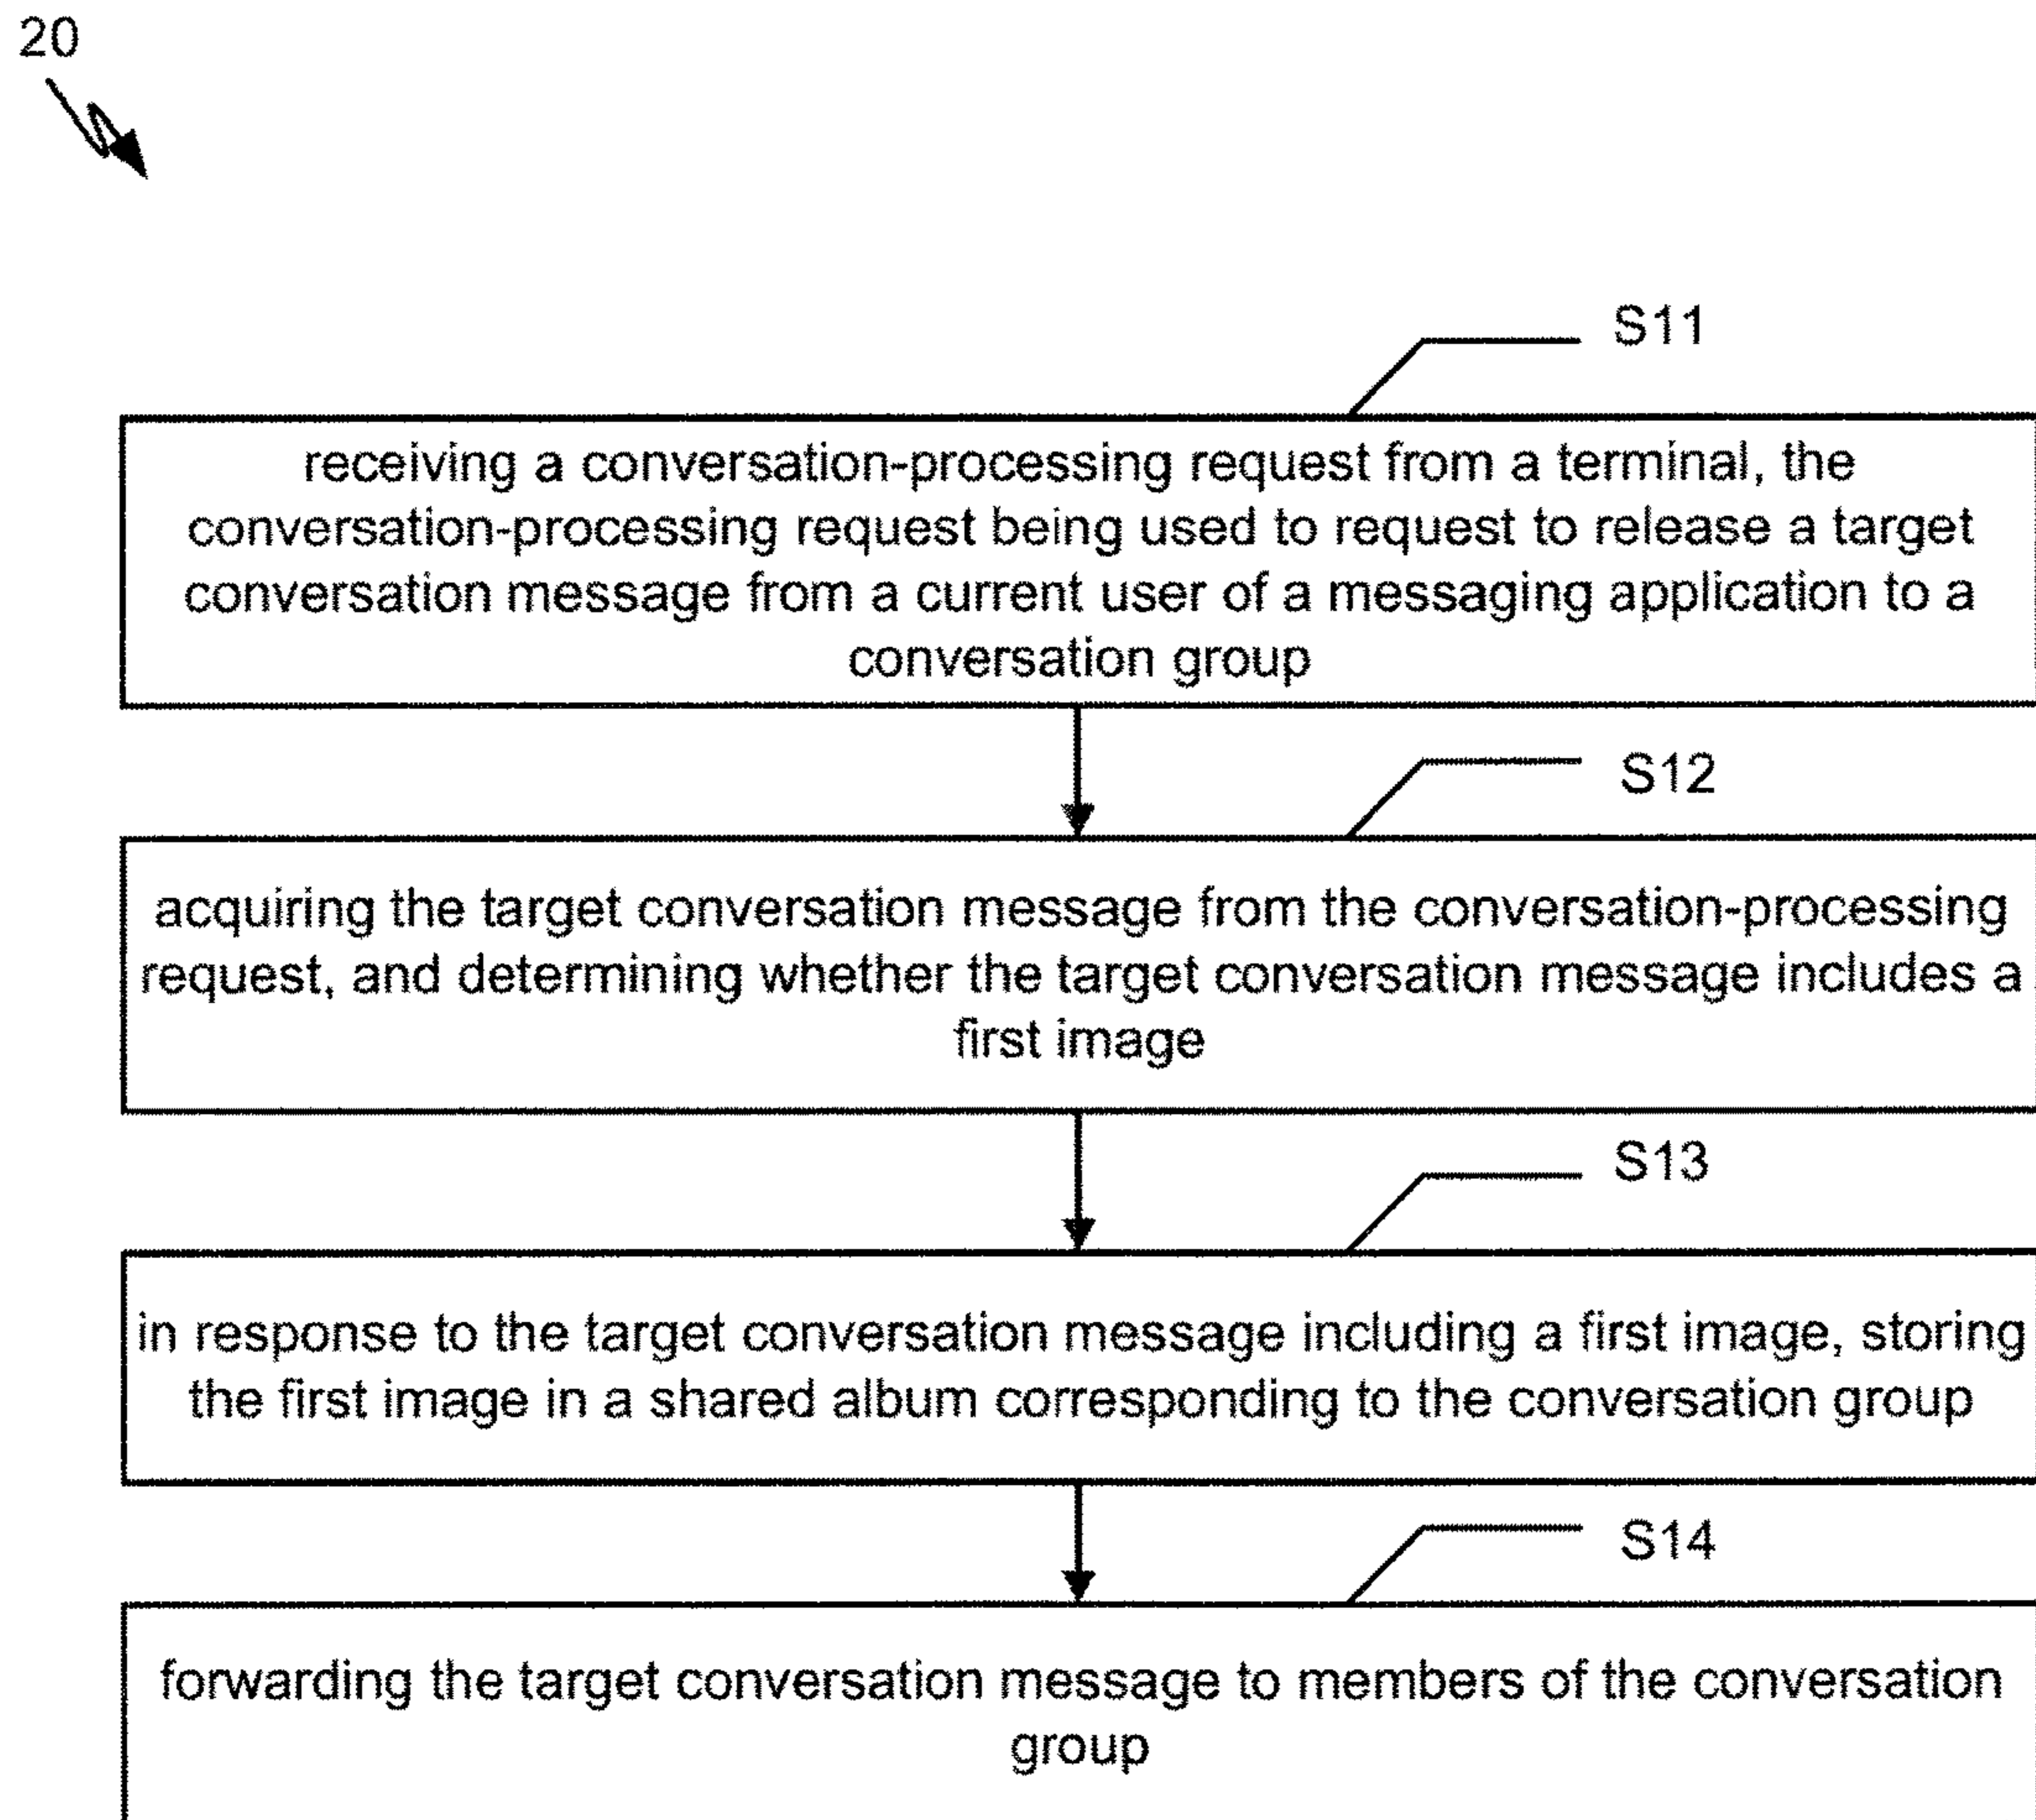 20
S11
receiving a conversation-processing request from a terminal, the
conversation-processing request being used to request to release a target
conversation message from a current user of a messaging application to a
conversation group
S12
acquiring the target conversation message from the conversation-processing
request, and determining whether the target conversation message includes a
first image
S13
in response to the target conversation message including a first image, storing
the first image in a shared album corresponding to the conversation group
S14
forwarding the target conversation message to members of the conversation
group